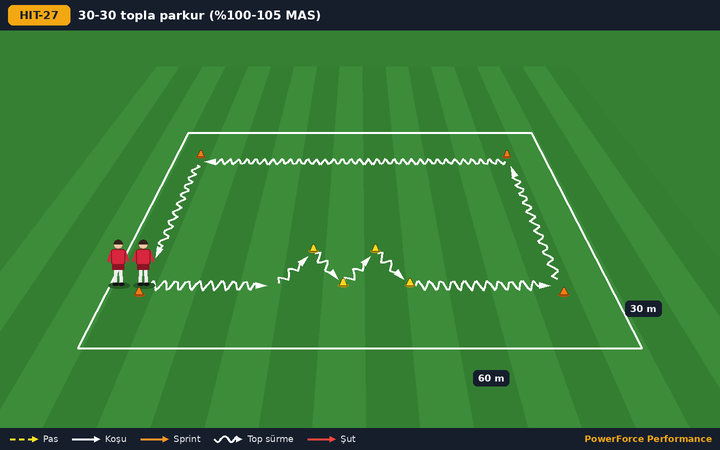 HIT-27 30-30 topla parkur (%100-105 MAS)
30 m
60 m
Pas Koşu Sprint Top sürme Şut PowerForce Performance